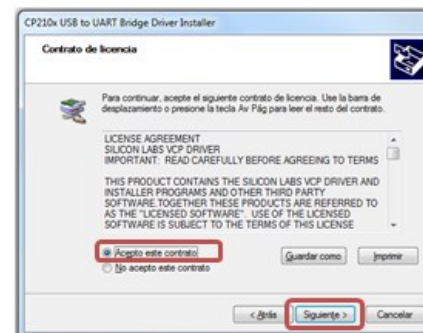 CP210x USB to UART Bridge Driver Installer
Contrato de licencia
Para continuar, acepte el siguiente contrato de licencia. Use la barra de
desplazamiento o presione la tecla Av Pág para leer el resto del contrato.
LICENSE AGREEMENT
SILICON LABS VCP DRIVER
IMPORTANT: READ CAREFULLY BEFORE AGREEING TO TERMS
THIS PRODUCT CONTAINS THE SILICON LABS VCP DRIVER AND
INSTALLER PROGRAMS AND OTHER THIRD PARTY
SOFTWARE.TOGETHER THESE PRODUCTS ARE REFERRED TO
AS THE "LICENSED SOFTWARE". USE OF THE LICENSED
SOFTWARE IS SUBJECT TO THE TERMS OF THIS LICENSE
Acepto este contrato
Guardar como
Imprimir
No acepto este contrato
< Atrás
Siguiente >
Cancelar